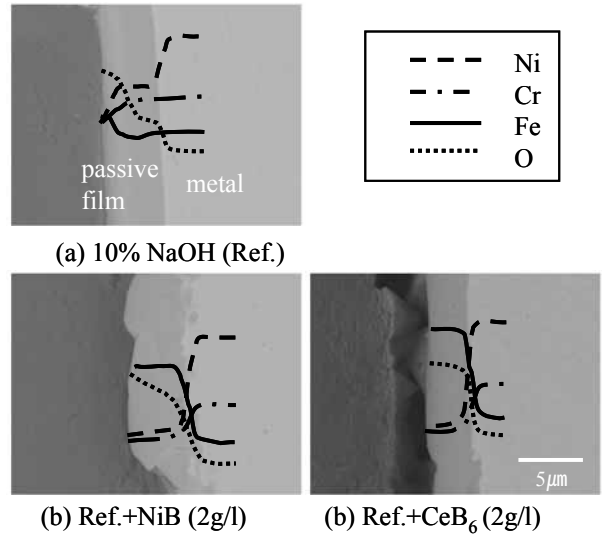 Ni
Cr
Fe
O
passive
film
metal
(a) 10% NaOH (Ref.)
5㎛
(b) Ref.+NiB (2g/l)
(b) Ref.+CeB₆ (2g/l)